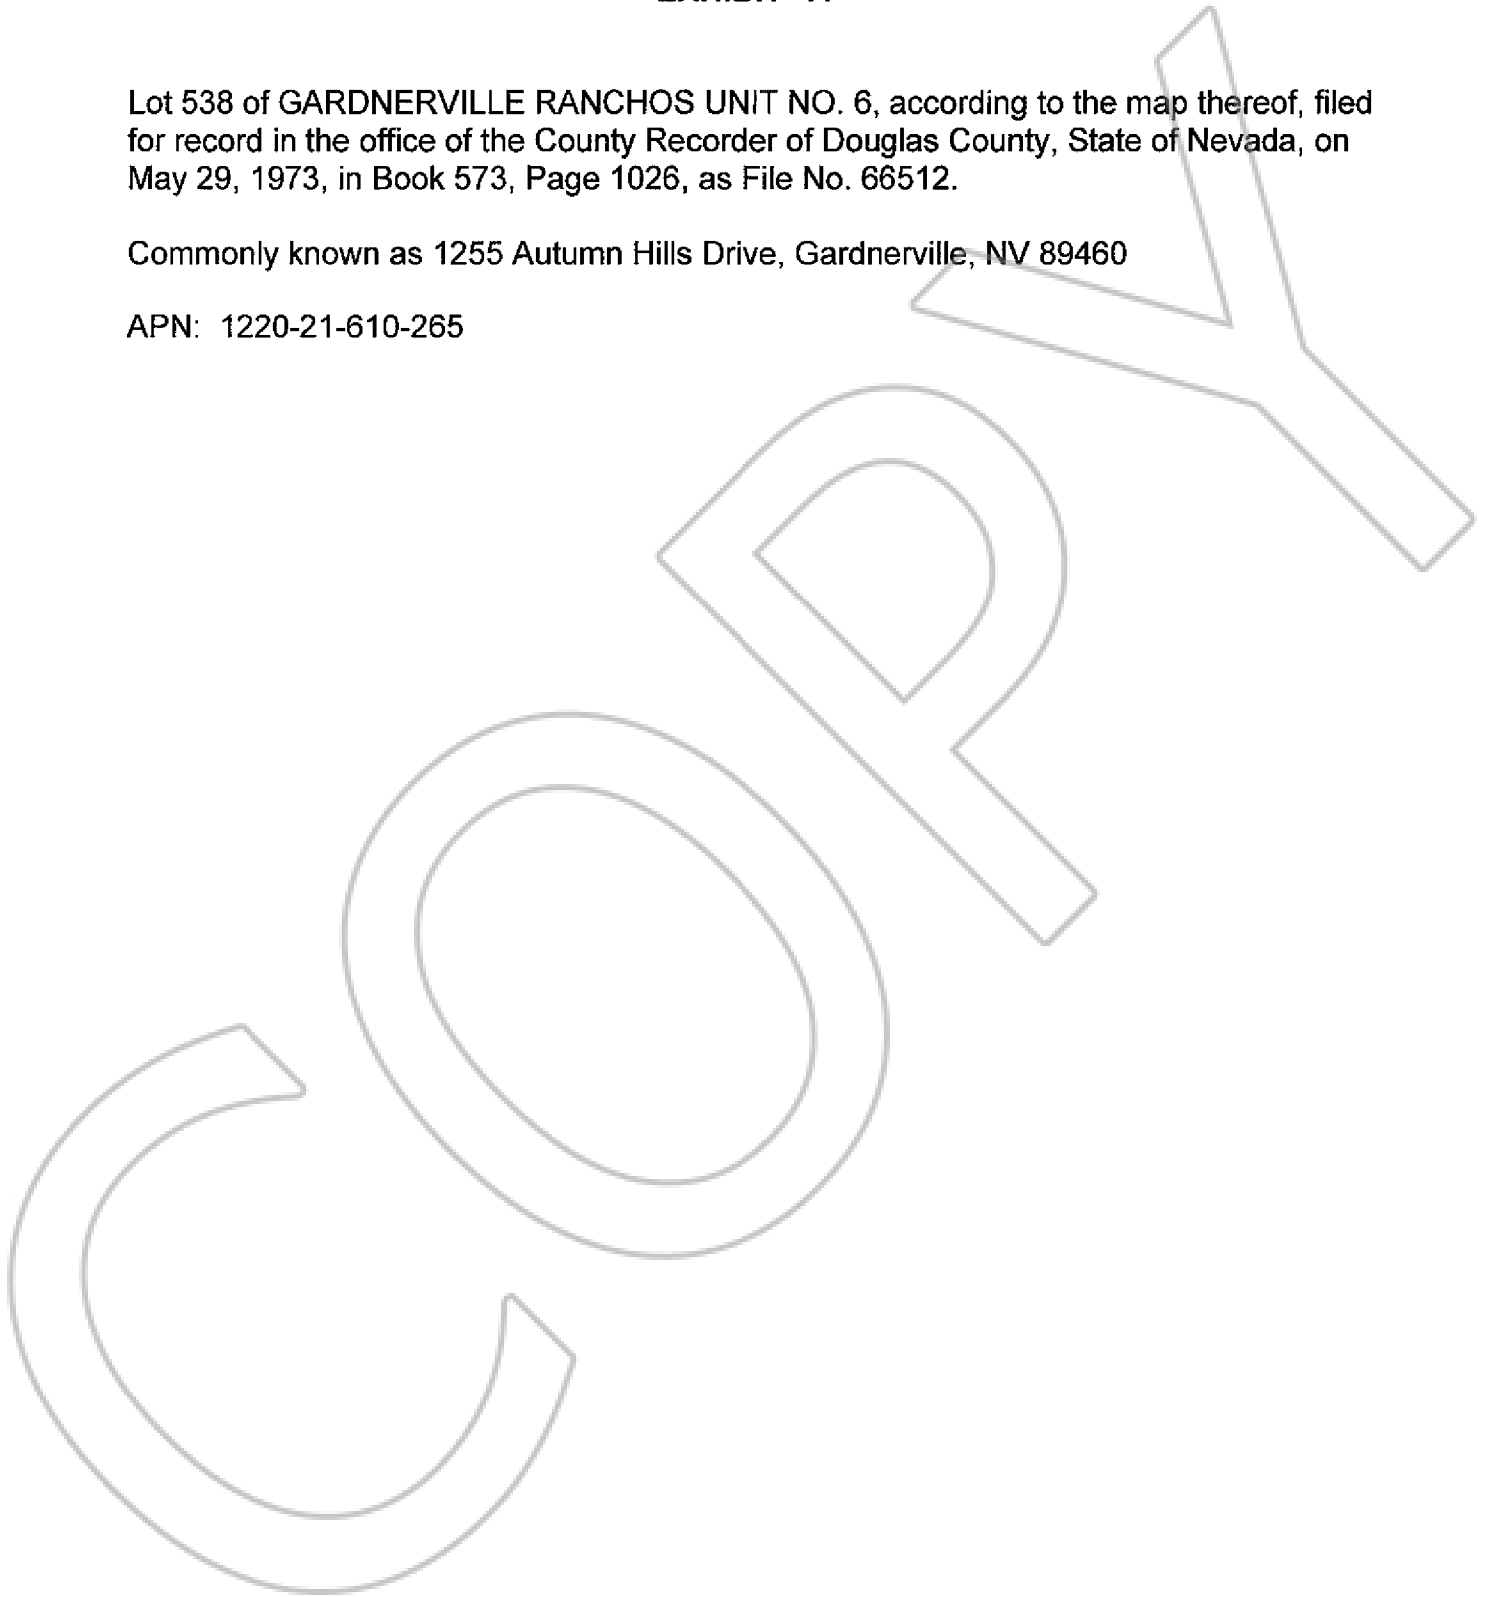 Lot 538 of GARDNERVILLE RANCHOS UNIT NO. 6, according to the map thereof, filed
for record in the office of the County Recorder of Douglas County, State of Nevada, on
May 29, 1973, in Book 573, Page 1026, as File No. 66512.
Commonly known as 1255 Autumn Hills Drive, Gardnerville, NV 89460
APN: 1220-21-610-265
COPY